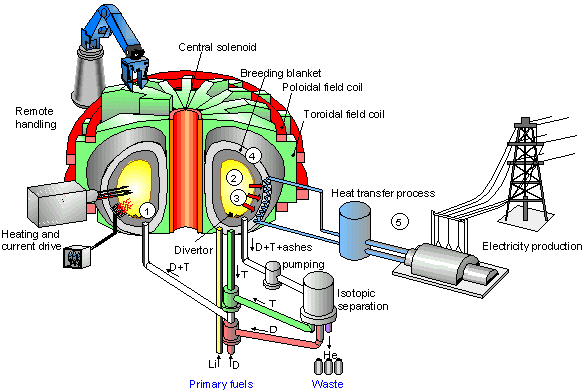 Central solenoid
Breeding blanket
Poloidal field coil
Toroidal field coil
Remote
handling
4
2
3
1
Heat transfer process
5
Heating and
current drive
Divertor
D+T+ashes
Electricity production
D+T
T
pumping
Isotopic
separation
T
D
Li
D
He
Primary fuels
Waste